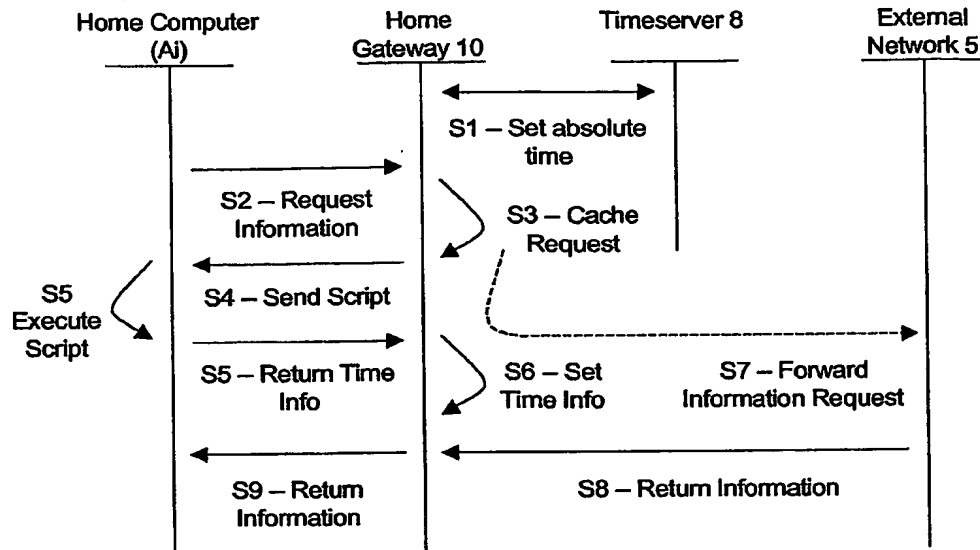 Home Computer
(Ai)
Home
Gateway 10
Timeserver 8
External
Network 5
S1 – Set absolute
time
S2 – Request
Information
S3 – Cache
Request
S4 – Send Script
S5
Execute
Script
S5 – Return Time
Info
S6 – Set
Time Info
S7 – Forward
Information Request
S8 – Return Information
S9 – Return
Information